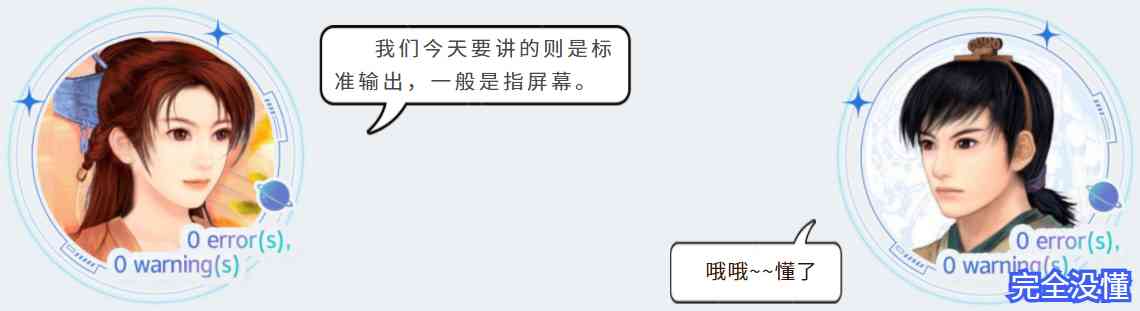 我们今天要讲的则是标
准输出，一般是指屏幕。
0 error(s),
0 warning(s)
哦哦~~懂了
0 error(s),
0 warning(s)
完全没懂